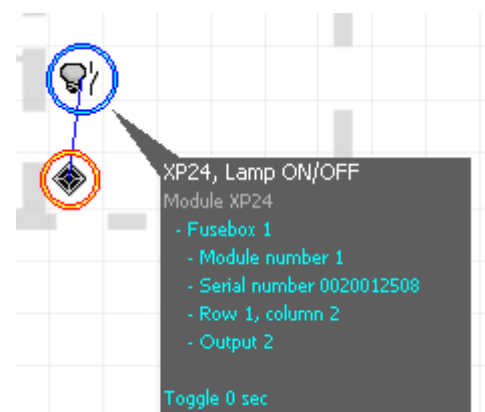 XP24, Lamp ON/OFF
Module XP24
- Fusebox 1
- Module number 1
- Serial number 0020012508
- Row 1, column 2
- Output 2
Toggle 0 sec